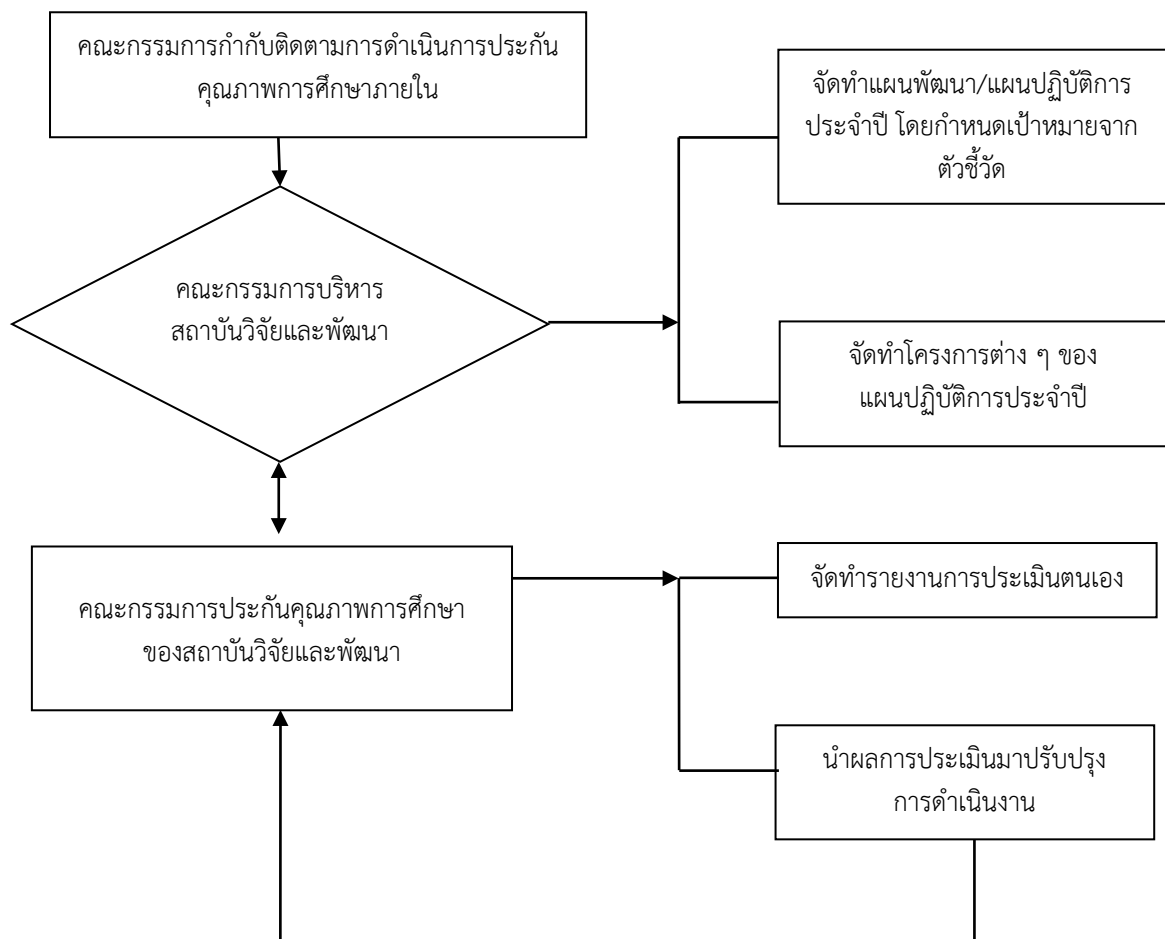 คณะกรรมการกำกับติดตามการดำเนินการประกัน
คุณภาพการศึกษาภายใน
จัดทำแผนพัฒนา/แผนปฏิบัติการ
ประจำปี โดยกำหนดเป้าหมายจาก
ตัวชี้วัด
คณะกรรมการบริหาร
สถาบันวิจัยและพัฒนา
จัดทำโครงการต่าง ๆ ของ
แผนปฏิบัติการประจำปี
คณะกรรมการประกันคุณภาพการศึกษา
ของสถาบันวิจัยและพัฒนา
จัดทำรายงานการประเมินตนเอง
นำผลการประเมินมาปรับปรุง
การดำเนินงาน